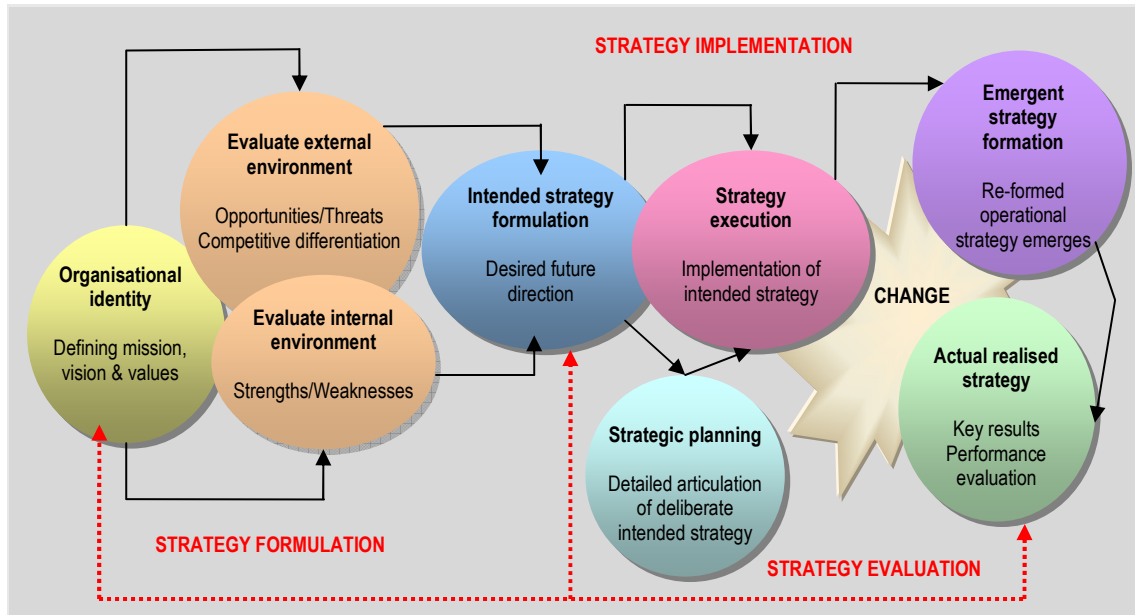 STRATEGY IMPLEMENTATION
Organisational
identity
Defining mission,
vision & values
Evaluate external
environment
Opportunities/Threats
Competitive differentiation
Evaluate internal
environment
Strengths/Weaknesses
Intended strategy
formulation
Desired future
direction
Strategy
execution
Implementation of
intended strategy
Strategic planning
Detailed articulation
of deliberate
intended strategy
CHANGE
Emergent
strategy
formation
Re-formed
operational
strategy emerges
Actual realised
strategy
Key results
Performance
evaluation
STRATEGY FORMULATION
STRATEGY EVALUATION